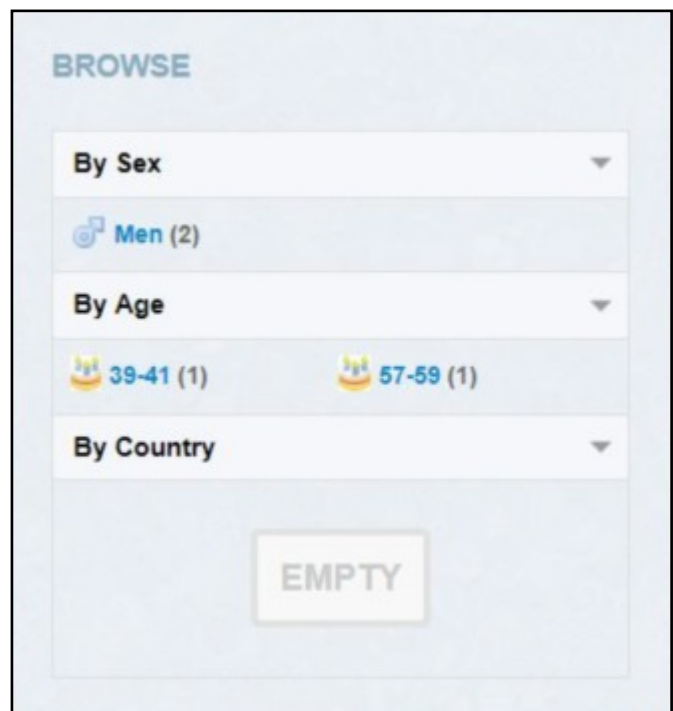 BROWSE
By Sex
Men (2)
By Age
39-41 (1) 57-59 (1)
By Country
EMPTY